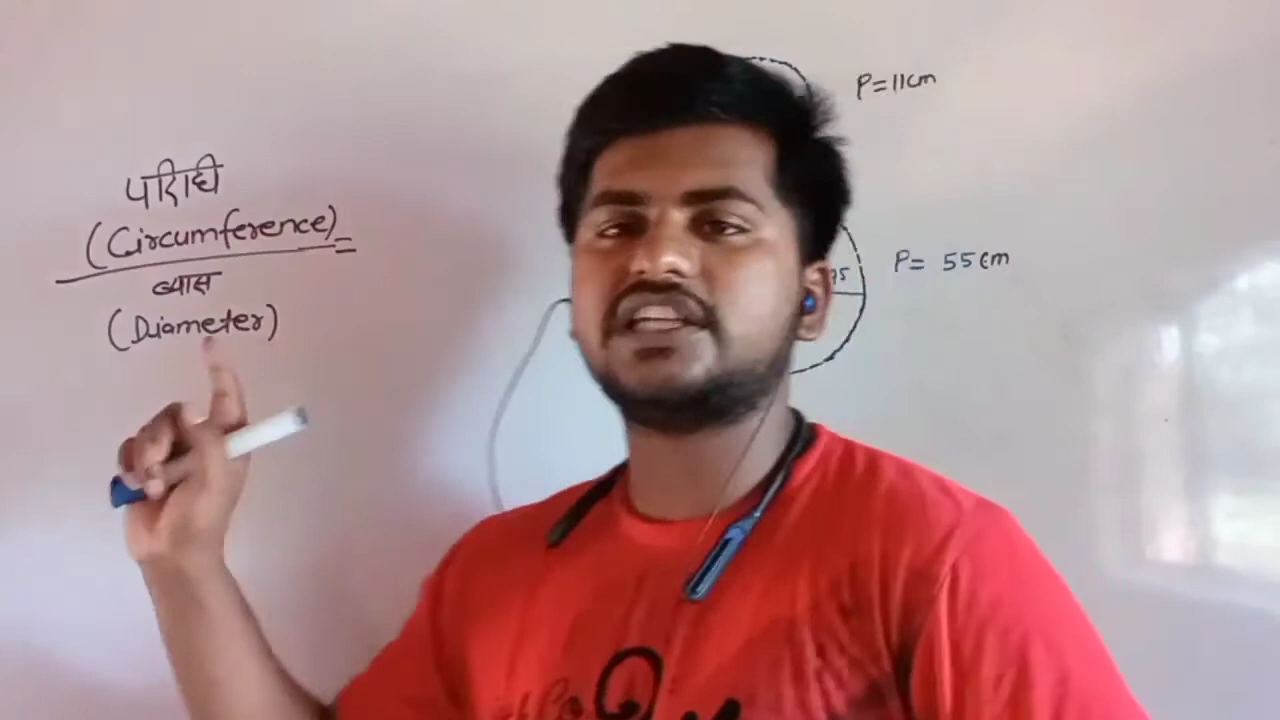 परिधी
(Circumference) =
व्यास
(Diameter)
P=11cm
P= 55cm